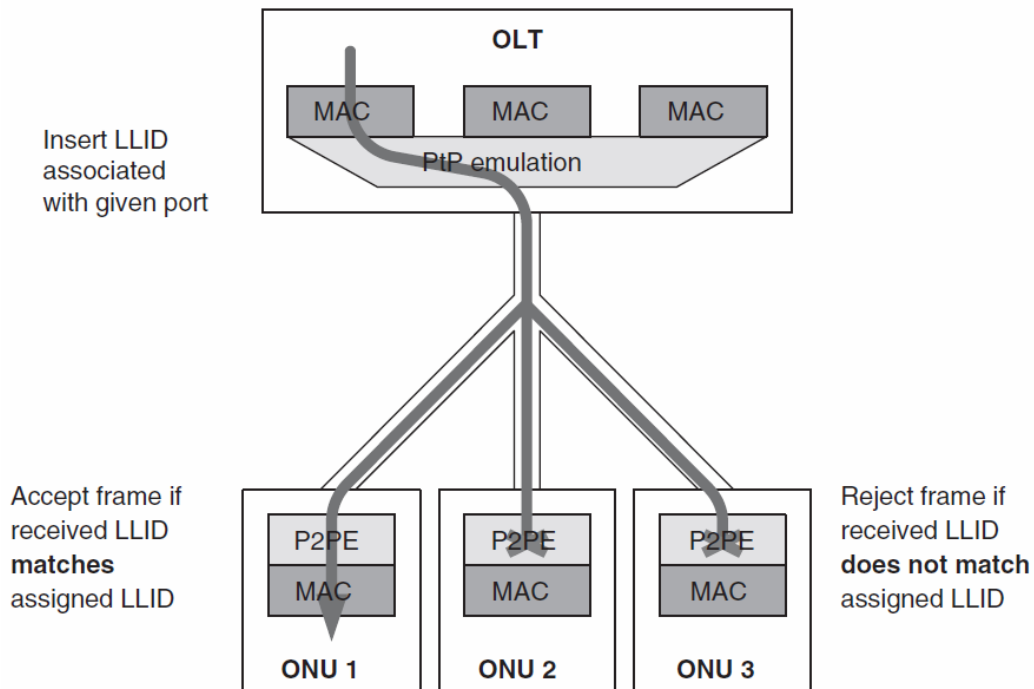 OLT
MAC
MAC
MAC
PtP emulation
Insert LLID
associated
with given port
Accept frame if
received LLID
matches
assigned LLID
P2PE
MAC
ONU 1
P2PE
MAC
ONU 2
P2PE
MAC
ONU 3
Reject frame if
received LLID
does not match
assigned LLID